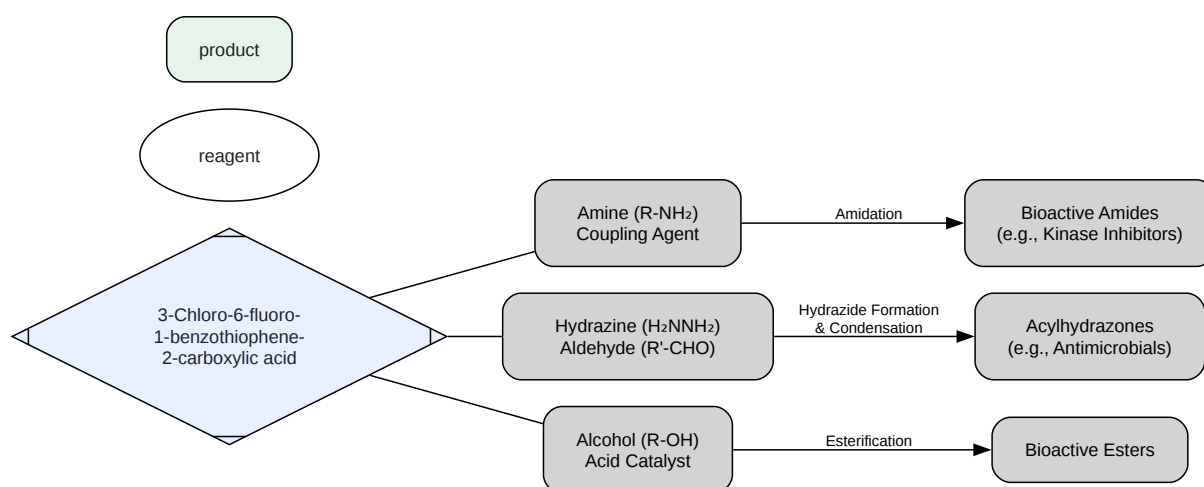 product
reagent
3-Chloro-6-fluoro-
1-benzothiophene-
2-carboxylic acid
Amine (R-NH₂)
Coupling Agent
Amidation
Bioactive Amides
(e.g., Kinase Inhibitors)
Hydrazine (H₂NNH₂)
Aldehyde (R'-CHO)
Hydrazide Formation
& Condensation
Acylhydrazones
(e.g., Antimicrobials)
Alcohol (R-OH)
Acid Catalyst
Esterification
Bioactive Esters